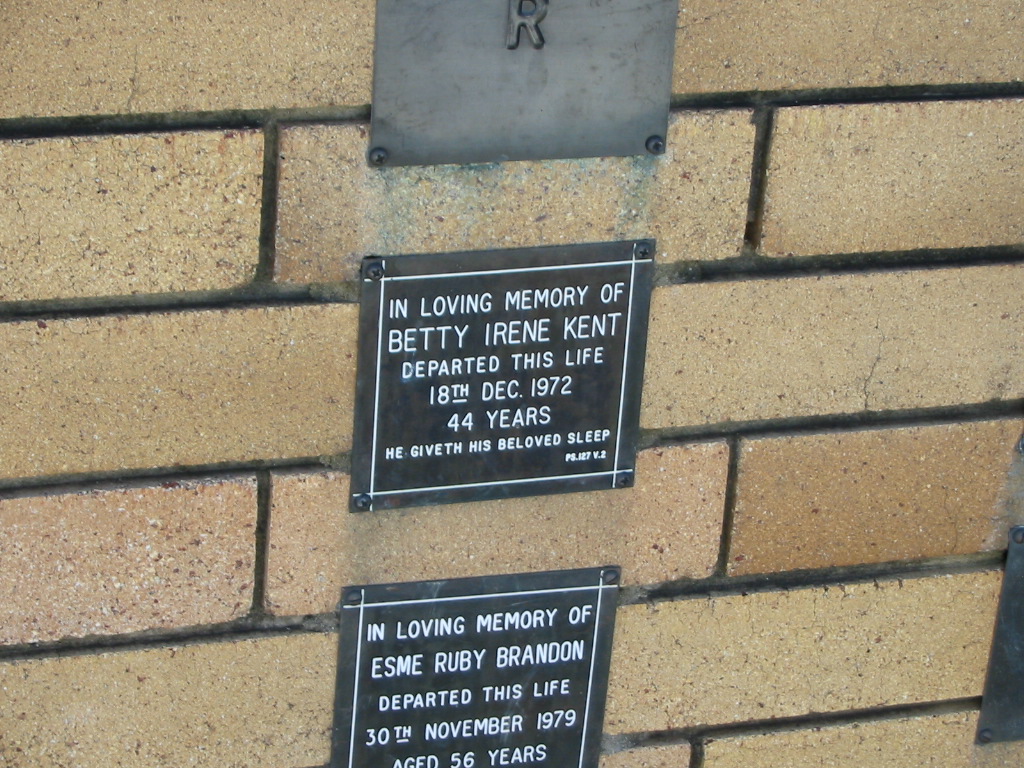 R
IN LOVING MEMORY OF
BETTY IRENE KENT
DEPARTED THIS LIFE
18TH DEC. 1972
44 YEARS
HE GIVETH HIS BELOVED SLEEP
PS.127 V.2
IN LOVING MEMORY OF
ESME RUBY BRANDON
DEPARTED THIS LIFE
30TH NOVEMBER 1979
AGED 56 YEARS